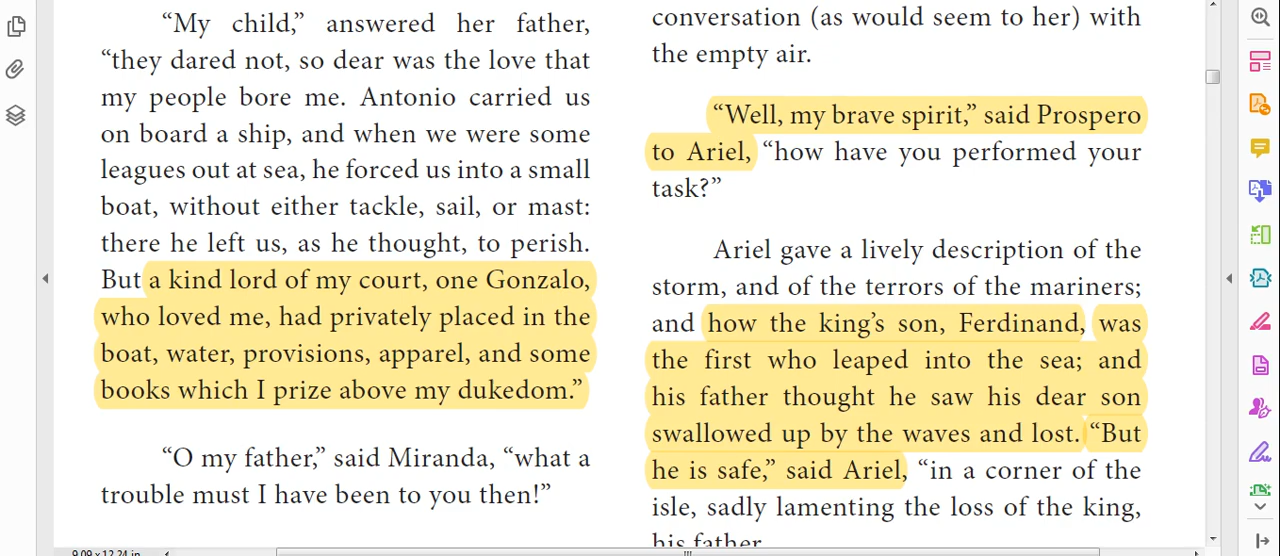 “My child,” answered her father,
“they dared not, so dear was the love that
my people bore me. Antonio carried us
on board a ship, and when we were some
leagues out at sea, he forced us into a small
boat, without either tackle, sail, or mast:
there he left us, as he thought, to perish.
But a kind lord of my court, one Gonzalo,
who loved me, had privately placed in the
boat, water, provisions, apparel, and some
books which I prize above my dukedom.”
“O my father,” said Miranda, “what a
trouble must I have been to you then!”
conversation (as would seem to her) with
the empty air.
“Well, my brave spirit,” said Prospero
to Ariel, “how have you performed your
task?”
Ariel gave a lively description of the
storm, and of the terrors of the mariners;
and how the king’s son, Ferdinand, was
the first who leaped into the sea; and
his father thought he saw his dear son
swallowed up by the waves and lost. “But
he is safe,” said Ariel, “in a corner of the
isle, sadly lamenting the loss of the king,
his father
9.09 x 12.24 in